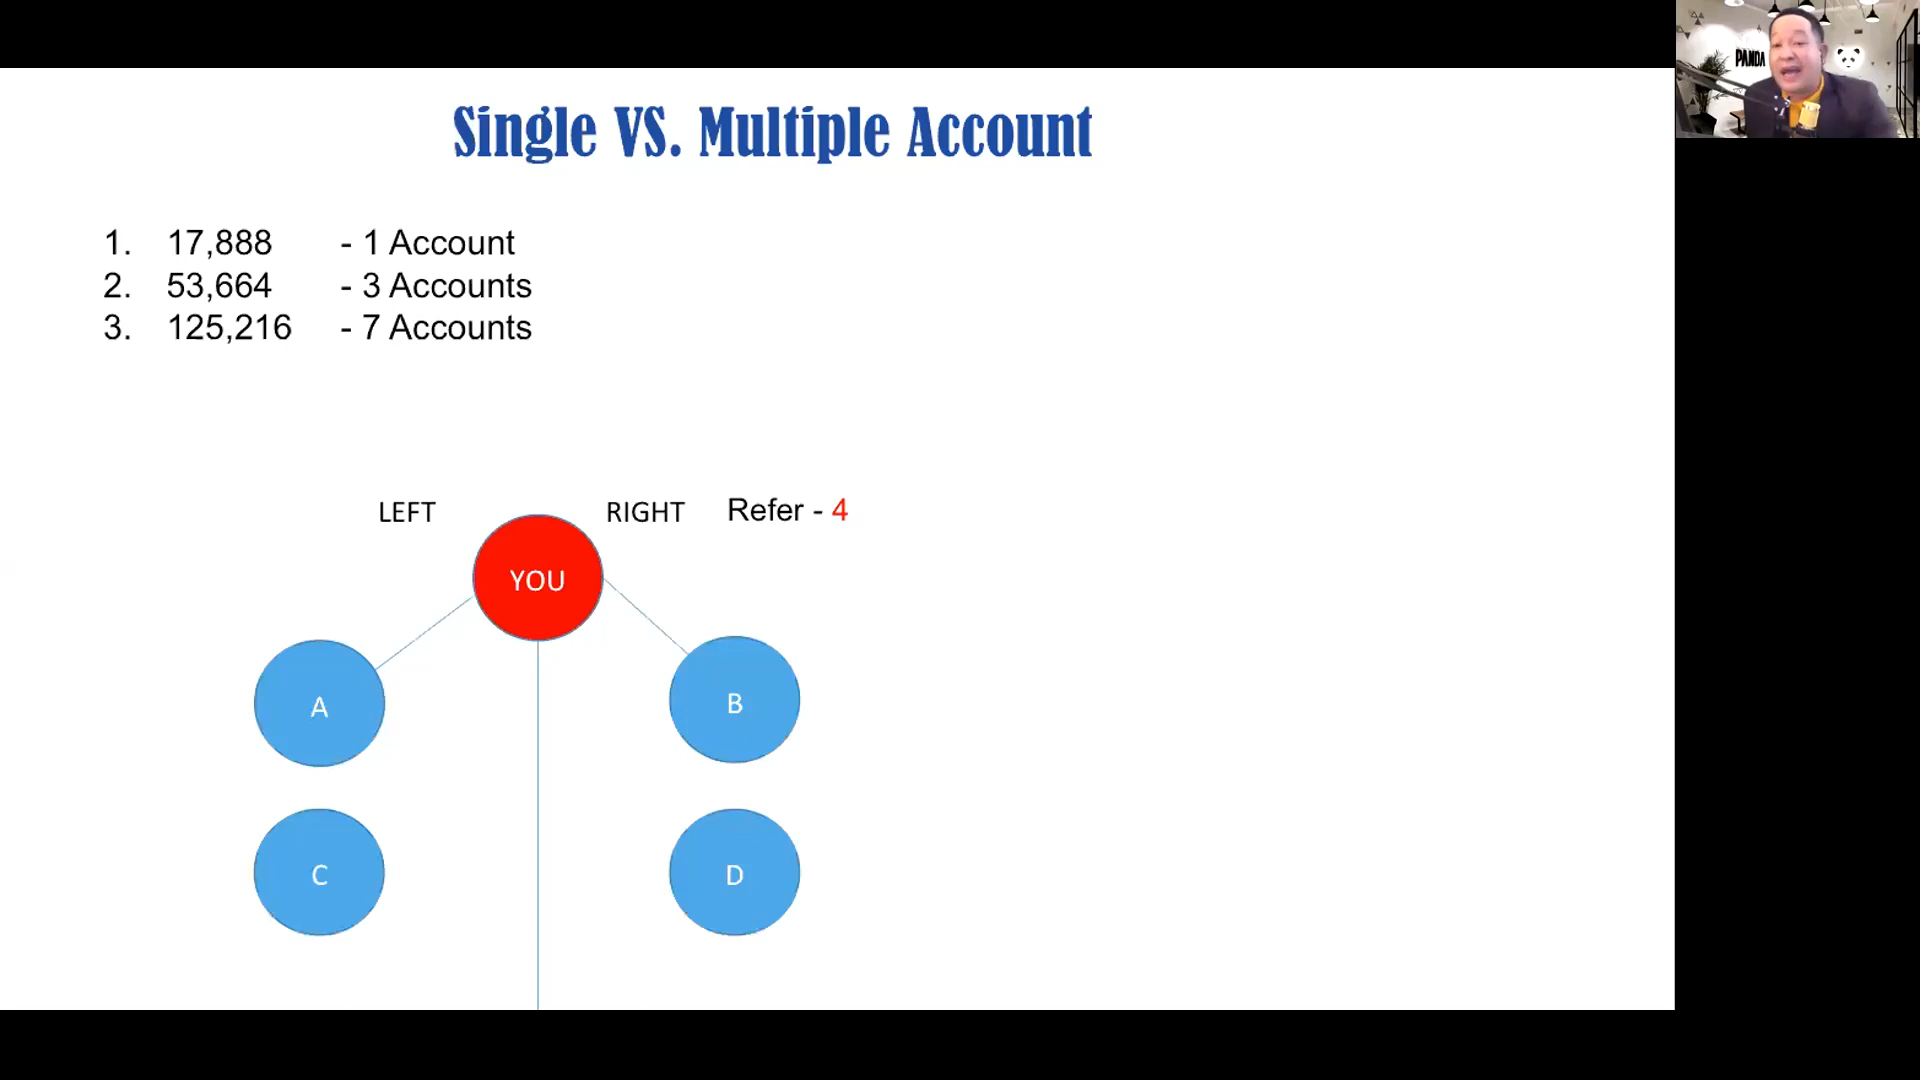 Single VS. Multiple Account
PANDA
1. 17,888 - 1 Account
2. 53,664 - 3 Accounts
3. 125,216 - 7 Accounts
LEFT RIGHT Refer - 4
YOU
A B
C D